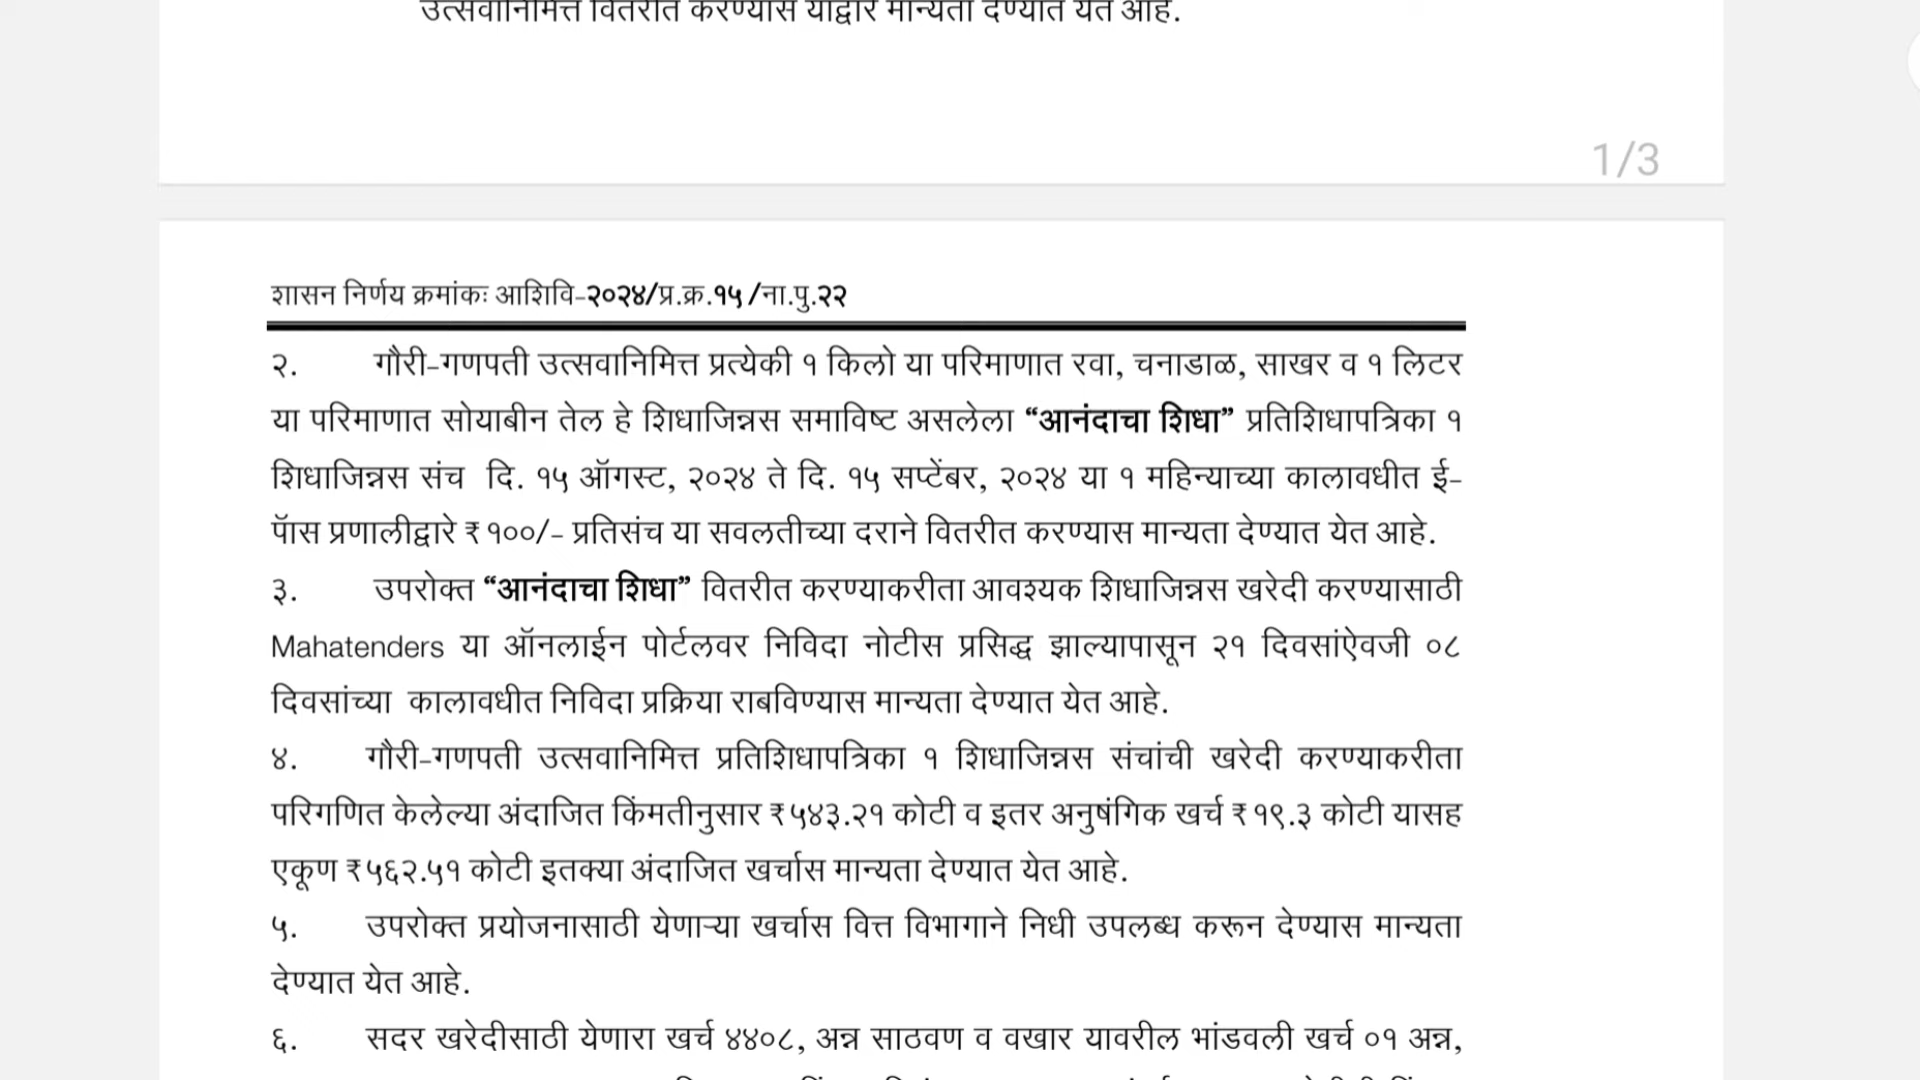 उत्सवानिमित्त वितरीत करण्यास याद्वारे मान्यता देण्यात येत आहे.
1/3
शासन निर्णय क्रमांकः आशिवि-२०२४/प्र.क्र.१५ /ना.पु.२२
२. गौरी-गणपती उत्सवानिमित्त प्रत्येकी १ किलो या परिमाणात रवा, चनाडाळ, साखर व १ लिटर
या परिमाणात सोयाबीन तेल हे शिधाजिन्नस समाविष्ट असलेला “आनंदाचा शिधा” प्रतिशिधापत्रिका १
शिधाजिन्नस संच दि. १५ ऑगस्ट, २०२४ ते दि. १५ सप्टेंबर, २०२४ या १ महिन्याच्या कालावधीत ई-
पॅास प्रणालीद्वारे ₹ १००/- प्रतिसंच या सवलतीच्या दराने वितरीत करण्यास मान्यता देण्यात येत आहे.
३. उपरोक्त “आनंदाचा शिधा” वितरीत करण्याकरीता आवश्यक शिधाजिन्नस खरेदी करण्यासाठी
Mahatenders या ऑनलाईन पोर्टलवर निविदा नोटीस प्रसिद्ध झाल्यापासून २१ दिवसांऐवजी ०८
दिवसांच्या कालावधीत निविदा प्रक्रिया राबविण्यास मान्यता देण्यात येत आहे.
४. गौरी-गणपती उत्सवानिमित्त प्रतिशिधापत्रिका १ शिधाजिन्नस संचांची खरेदी करण्याकरीता
परिगणित केलेल्या अंदाजित किंमतीनुसार ₹ ५४३.२१ कोटी व इतर अनुषंगिक खर्च ₹ १९.३ कोटी यासह
एकूण ₹ ५६२.५१ कोटी इतक्या अंदाजित खर्चास मान्यता देण्यात येत आहे.
५. उपरोक्त प्रयोजनासाठी येणाऱ्या खर्चास वित्त विभागाने निधी उपलब्ध करून देण्यास मान्यता
देण्यात येत आहे.
६. सदर खरेदीसाठी येणारा खर्च ४४०८, अन्न साठवण व वखार यावरील भांडवली खर्च ०१ अन्न,